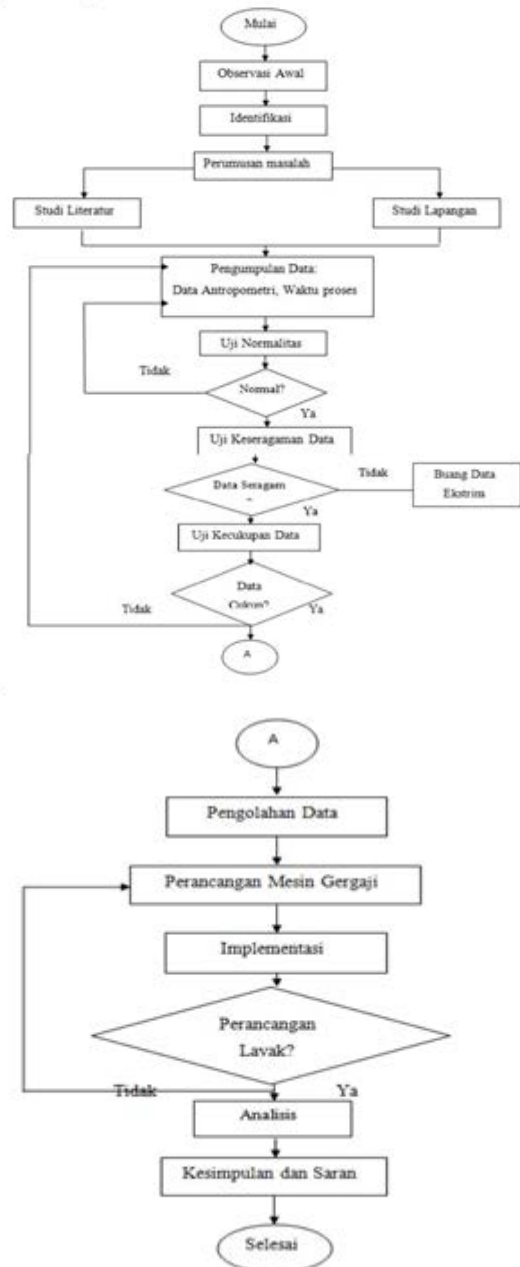 Mulai
Observasi Awal
Identifikasi
Perumusan masalah
Studi Literatur
Studi Lapangan
Pengumpulan Data:
Data Antropometri, Waktu proses
Uji Normalitas
Tidak
Normal?
Ya
Uji Keseragaman Data
Data Seragam
Tidak
Buang Data
Ekstrim
Ya
Uji Kecukupan Data
Data
Cukup?
Tidak
Ya
A
A
Pengolahan Data
Perancangan Mesin Gergaji
Implementasi
Perancangan
Layak?
Tidak
Ya
Analisis
Kesimpulan dan Saran
Selesai